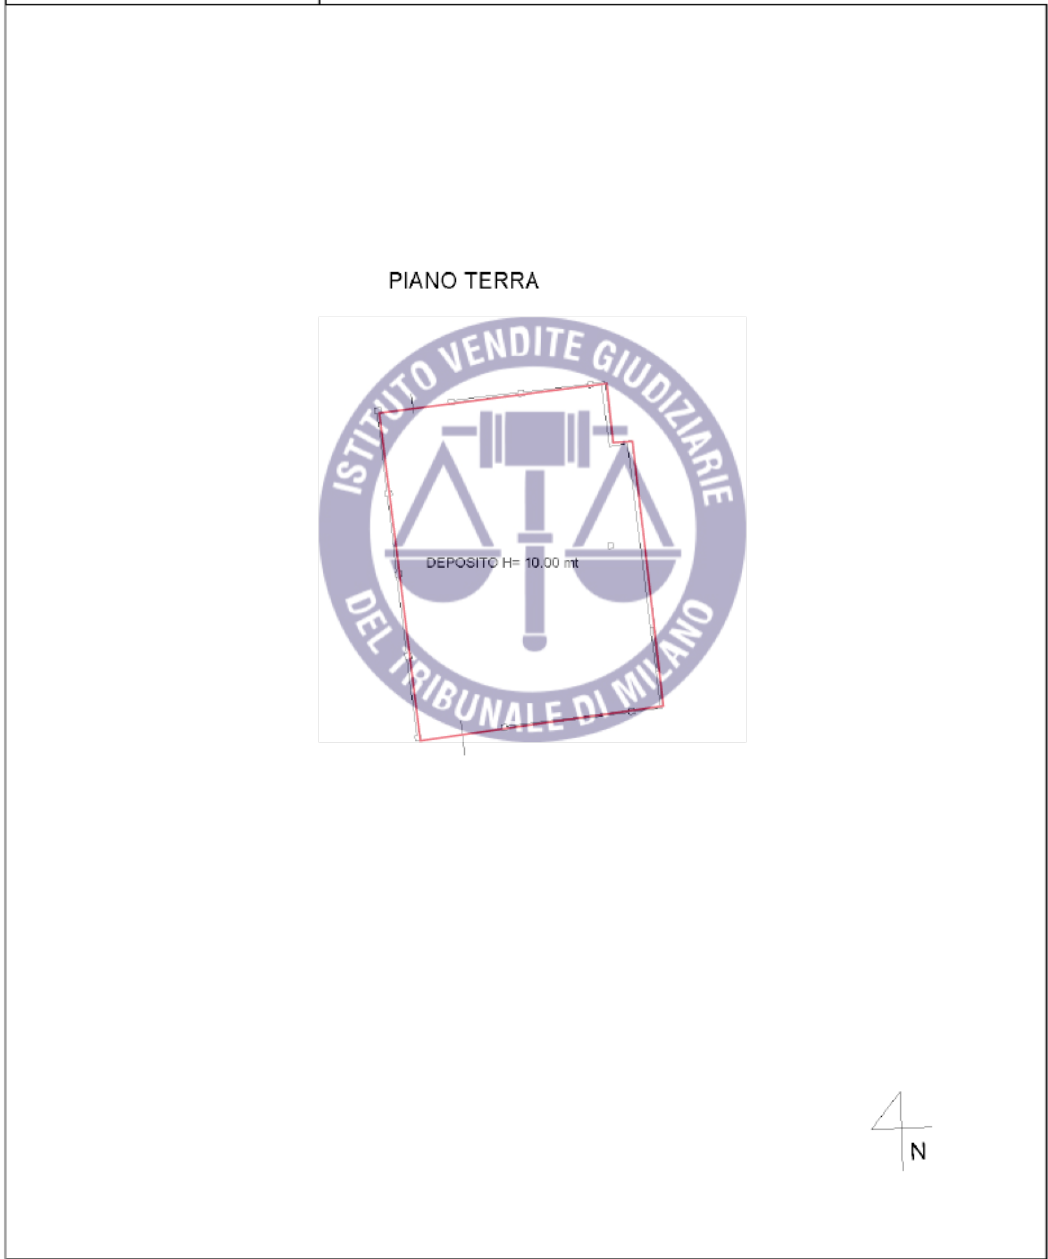 PIANO TERRA
ISTITUTO VENDITE GIUDIZIARIE
DEPOSITO H= 10.00 mt
DEL TRIBUNALE DI MILANO
N